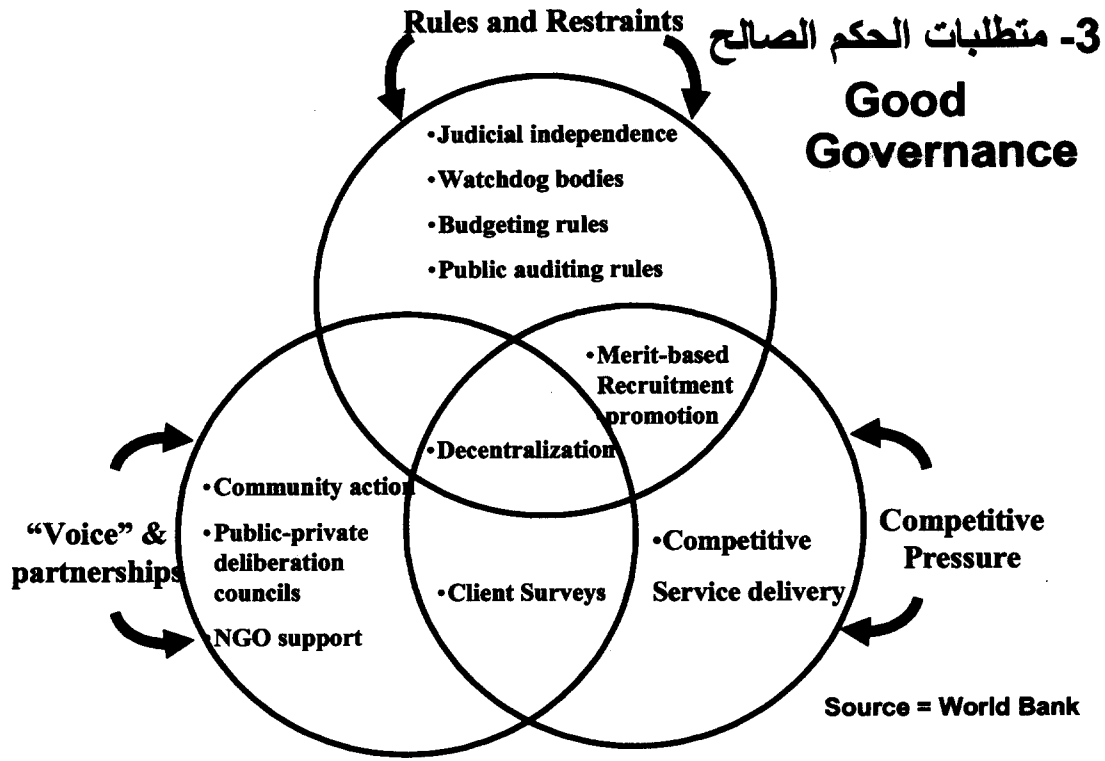 Rules and Restraints
3- متطلبات الحكم الصالح
Good
Governance
•Judicial independence
•Watchdog bodies
•Budgeting rules
•Public auditing rules
•Merit-based
Recruitment
promotion
•Decentralization
•Community action
•Public-private
deliberation
councils
•NGO support
“Voice” &
partnerships
•Client Surveys
•Competitive
Service delivery
Competitive
Pressure
Source = World Bank